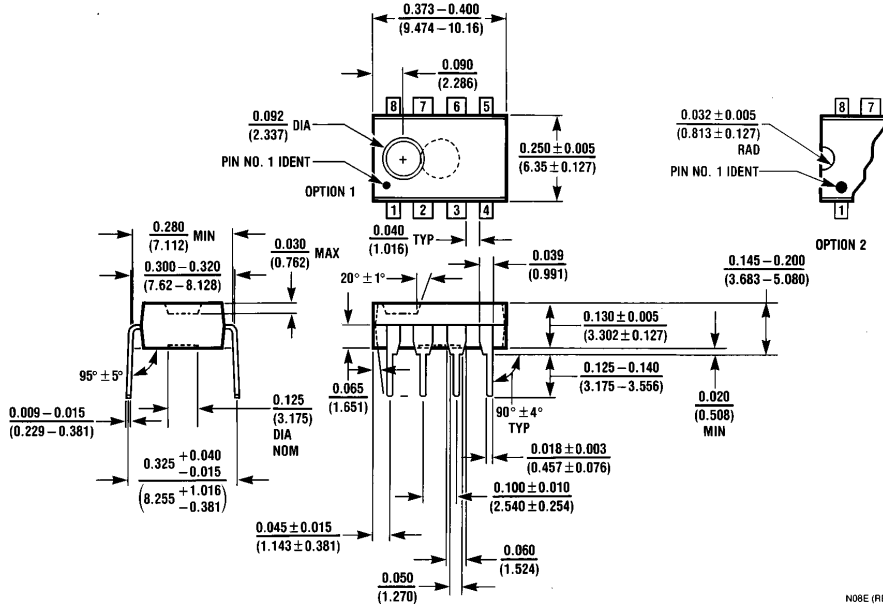 0.373–0.400
(9.474–10.16)
0.090
(2.286)
8 7 6 5
0.092 DIA
(2.337)
PIN NO. 1 IDENT
OPTION 1
0.250 ± 0.005
(6.35 ± 0.127)
1 2 3 4
0.032 ± 0.005
(0.813 ± 0.127)
RAD
PIN NO. 1 IDENT
8 7
1
OPTION 2
0.280 MIN
(7.112)
0.030 MAX
(0.762)
0.040 TYP
(1.016)
0.039
(0.991)
0.145–0.200
(3.683–5.080)
0.300–0.320
(7.62–8.128)
20° ± 1°
0.130 ± 0.005
(3.302 ± 0.127)
95° ± 5°
0.065
(1.651)
0.125–0.140
(3.175–3.556)
0.020
(0.508)
MIN
90° ± 4°
TYP
0.009–0.015
(0.229–0.381)
0.125
(3.175)
DIA
NOM
0.018 ± 0.003
(0.457 ± 0.076)
0.325 +0.040
-0.015
(8.255 +1.016
-0.381)
0.100 ± 0.010
(2.540 ± 0.254)
0.045 ± 0.015
(1.143 ± 0.381)
0.060
(1.524)
0.050
(1.270)
N08E